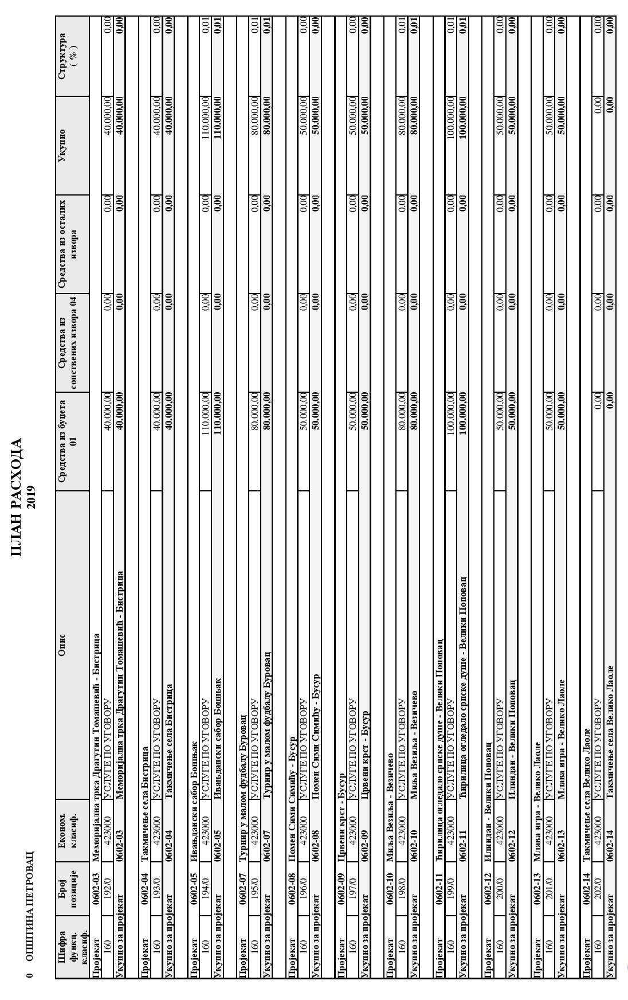 ПЛАН РАСХОДА
2019
0 ОПШТИНА ПЕТРОВАЦ
Шифра функц. класиф. Број позиције Економ. класиф. Опис Средства из буџета 01 Средства из сопствених извора 04 Средства из осталих извора Укупно Структура ( % )
Пројекат 0602-03 Меморијална трка Драгутин Томашевић - Бистрица
160 192/0 423000 УСЛУГЕ ПО УГОВОРУ 40.000,00 0,00 0,00 40.000,00 0,00
Укупно за пројекат 0602-03 Меморијална трка Драгутин Томашевић - Бистрица 40.000,00 0,00 0,00 40.000,00 0,00
Пројекат 0602-04 Такмичење села Бистрица
160 193/0 423000 УСЛУГЕ ПО УГОВОРУ 40.000,00 0,00 0,00 40.000,00 0,00
Укупно за пројекат 0602-04 Такмичење села Бистрица 40.000,00 0,00 0,00 40.000,00 0,00
Пројекат 0602-05 Ивањдански сабор Бошњак
160 194/0 423000 УСЛУГЕ ПО УГОВОРУ 110.000,00 0,00 0,00 110.000,00 0,01
Укупно за пројекат 0602-05 Ивањдански сабор Бошњак 110.000,00 0,00 0,00 110.000,00 0,01
Пројекат 0602-07 Турнир у малом фудбалу Буровац
160 195/0 423000 УСЛУГЕ ПО УГОВОРУ 80.000,00 0,00 0,00 80.000,00 0,01
Укупно за пројекат 0602-07 Турнир у малом фудбалу Буровац 80.000,00 0,00 0,00 80.000,00 0,01
Пројекат 0602-08 Помен Сими Симићу - Бусур
160 196/0 423000 УСЛУГЕ ПО УГОВОРУ 50.000,00 0,00 0,00 50.000,00 0,00
Укупно за пројекат 0602-08 Помен Сими Симићу - Бусур 50.000,00 0,00 0,00 50.000,00 0,00
Пројекат 0602-09 Црвени крст - Бусур
160 197/0 423000 УСЛУГЕ ПО УГОВОРУ 50.000,00 0,00 0,00 50.000,00 0,00
Укупно за пројекат 0602-09 Црвени крст - Бусур 50.000,00 0,00 0,00 50.000,00 0,00
Пројекат 0602-10 Миља Везиља - Везичево
160 198/0 423000 УСЛУГЕ ПО УГОВОРУ 80.000,00 0,00 0,00 80.000,00 0,01
Укупно за пројекат 0602-10 Миља Везиља - Везичево 80.000,00 0,00 0,00 80.000,00 0,01
Пројекат 0602-11 Ћирилица огледало српске душе - Велики Поповац
160 199/0 423000 УСЛУГЕ ПО УГОВОРУ 100.000,00 0,00 0,00 100.000,00 0,01
Укупно за пројекат 0602-11 Ћирилица огледало српске душе - Велики Поповац 100.000,00 0,00 0,00 100.000,00 0,01
Пројекат 0602-12 Илиндан - Велики Поповац
160 200/0 423000 УСЛУГЕ ПО УГОВОРУ 50.000,00 0,00 0,00 50.000,00 0,00
Укупно за пројекат 0602-12 Илиндан - Велики Поповац 50.000,00 0,00 0,00 50.000,00 0,00
Пројекат 0602-13 Млава игра - Велико Лаоле
160 201/0 423000 УСЛУГЕ ПО УГОВОРУ 50.000,00 0,00 0,00 50.000,00 0,00
Укупно за пројекат 0602-13 Млава игра - Велико Лаоле 50.000,00 0,00 0,00 50.000,00 0,00
Пројекат 0602-14 Такмичење села Велико Лаоле
160 202/0 423000 УСЛУГЕ ПО УГОВОРУ 0,00 0,00 0,00 0,00 0,00
Укупно за пројекат 0602-14 Такмичење села Велико Лаоле 0,00 0,00 0,00 0,00 0,00